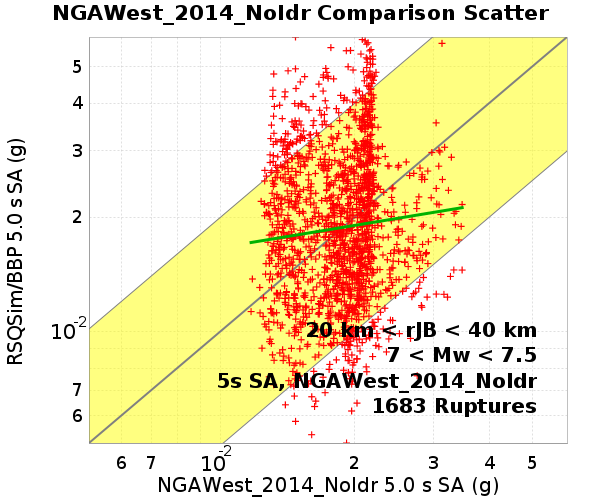 NGAWest_2014_NoIdr Comparison Scatter
RSQSim/BBP 5.0 s SA (g)
5
4
3
2
10-2
7
6
20 km < rJB < 40 km
7 < Mw < 7.5
5s SA, NGAWest_2014_NoIdr
1683 Ruptures
6 7 10-2 2 3 4 5
NGAWest_2014_NoIdr 5.0 s SA (g)